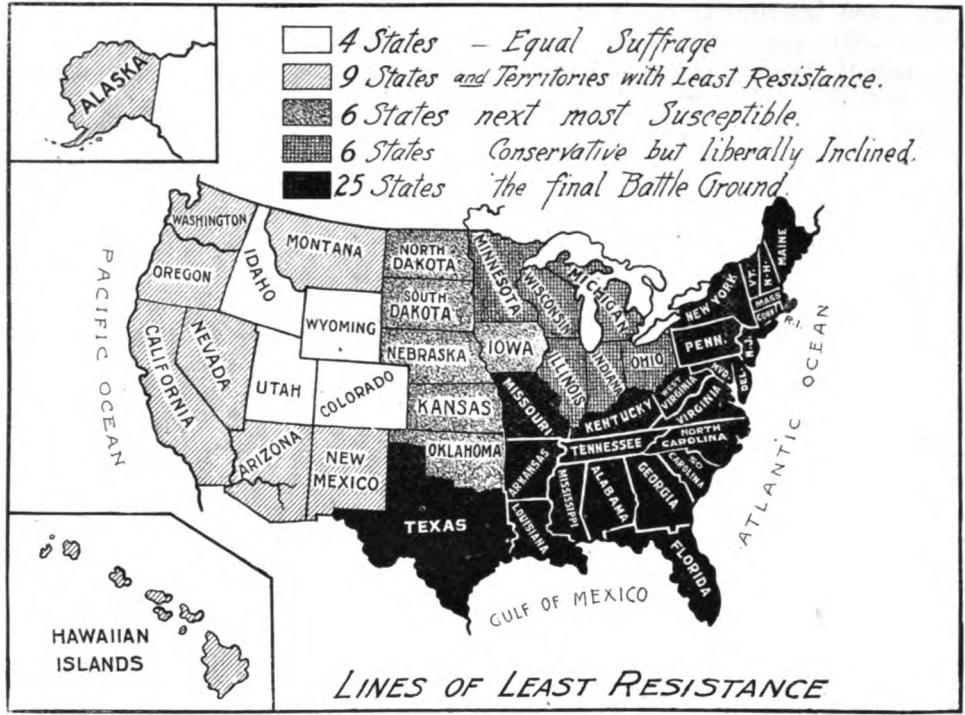 4 States – Equal Suffrage
9 States and Territories with Least Resistance.
6 States next most Susceptible.
6 States Conservative but liberally Inclined.
25 States the final Battle Ground.
ALASKA
WASHINGTON
OREGON
CALIFORNIA
NEVADA
IDAHO
MONTANA
WYOMING
UTAH
COLORADO
ARIZONA
NEW
MEXICO
NORTH
DAKOTA
SOUTH
DAKOTA
NEBRASKA
KANSAS
OKLAHOMA
TEXAS
MINNESOTA
IOWA
MISSOURI
ARKANSAS
LOUISIANA
WISCONSIN
MICHIGAN
ILLINOIS
INDIANA
OHIO
KENTUCKY
TENNESSEE
MISSISSIPPI
ALABAMA
GEORGIA
FLORIDA
SO
CAROLINA
NORTH
CAROLINA
VIRGINIA
WEST
VIRGINIA
MVD.
DEL.
N.J.
PENN.
NEW YORK
VT.
N-H
MAINE
MASS
CONN
R.I.
PACIFIC OCEAN
ATLANTIC OCEAN
GULF OF MEXICO
HAWAIIAN
ISLANDS
LINES OF LEAST RESISTANCE